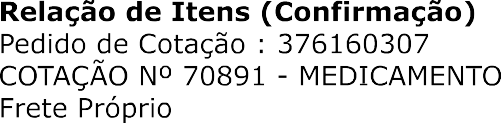 Relação de Itens (Confirmação)
Pedido de Cotação : 376160307
COTAÇÃO Nº 70891 - MEDICAMENTO
Frete Próprio